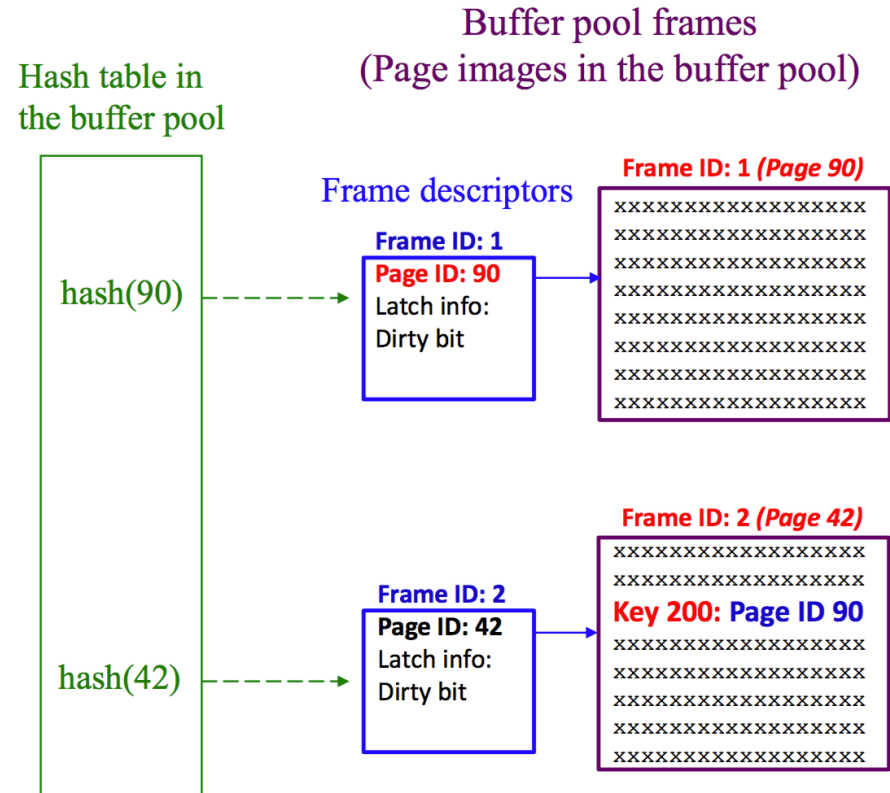 Buffer pool frames
(Page images in the buffer pool)
Hash table in
the buffer pool
Frame descriptors
hash(90)
Frame ID: 1
Page ID: 90
Latch info:
Dirty bit
Frame ID: 1 (Page 90)
xxxxxxxxxxxxxxxxxx
xxxxxxxxxxxxxxxxxx
xxxxxxxxxxxxxxxxxx
xxxxxxxxxxxxxxxxxx
xxxxxxxxxxxxxxxxxx
xxxxxxxxxxxxxxxxxx
xxxxxxxxxxxxxxxxxx
xxxxxxxxxxxxxxxxxx
hash(42)
Frame ID: 2
Page ID: 42
Latch info:
Dirty bit
Frame ID: 2 (Page 42)
xxxxxxxxxxxxxxxxxx
xxxxxxxxxxxxxxxxxx
Key 200: Page ID 90
xxxxxxxxxxxxxxxxxx
xxxxxxxxxxxxxxxxxx
xxxxxxxxxxxxxxxxxx
xxxxxxxxxxxxxxxxxx
xxxxxxxxxxxxxxxxxx